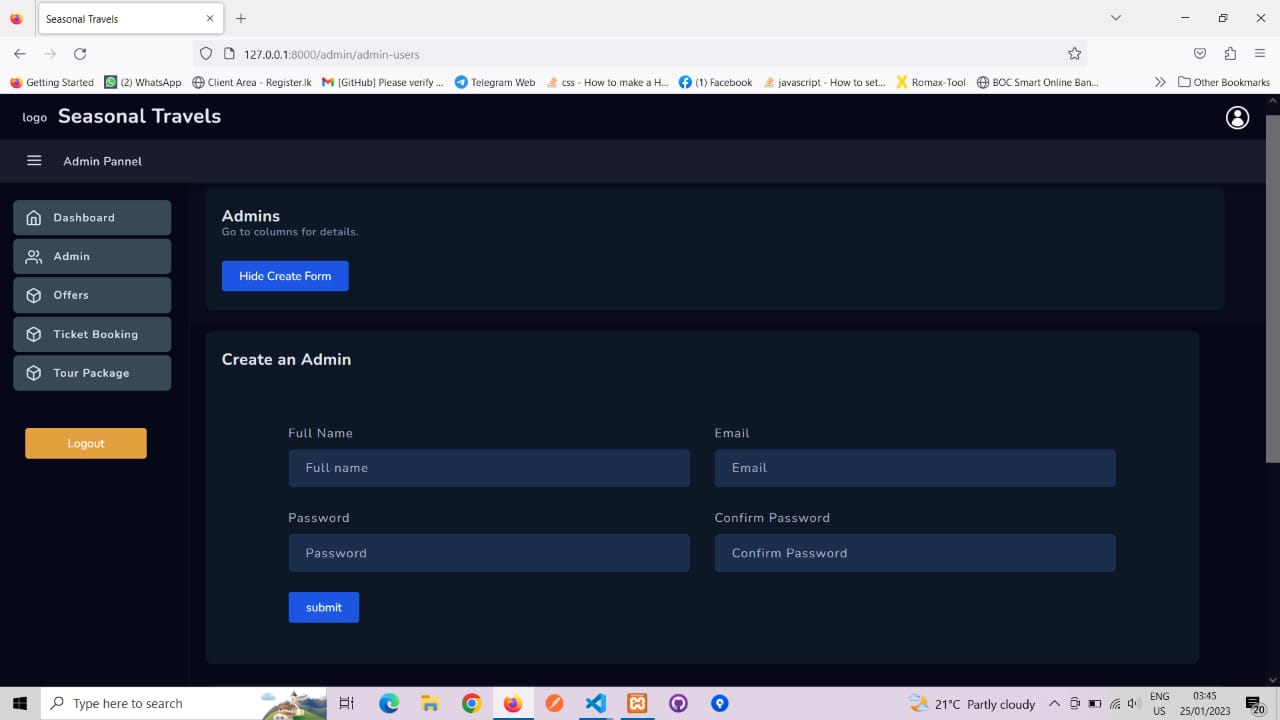 Seasonal Travels
127.0.0.1:8000/admin/admin-users
Getting Started
(2) WhatsApp
Client Area - Register.lk
[GitHub] Please verify ...
Telegram Web
css - How to make a H...
(1) Facebook
javascript - How to set...
Romax-Tool
BOC Smart Online Ban...
Other Bookmarks
logo
Seasonal Travels
Admin Pannel
Dashboard
Admin
Offers
Ticket Booking
Tour Package
Logout
Admins
Go to columns for details.
Hide Create Form
Create an Admin
Full Name
Email
Full name
Email
Password
Confirm Password
Password
Confirm Password
submit
Type here to search
21°C Partly cloudy
ENG
US
03:45
25/01/2023
20